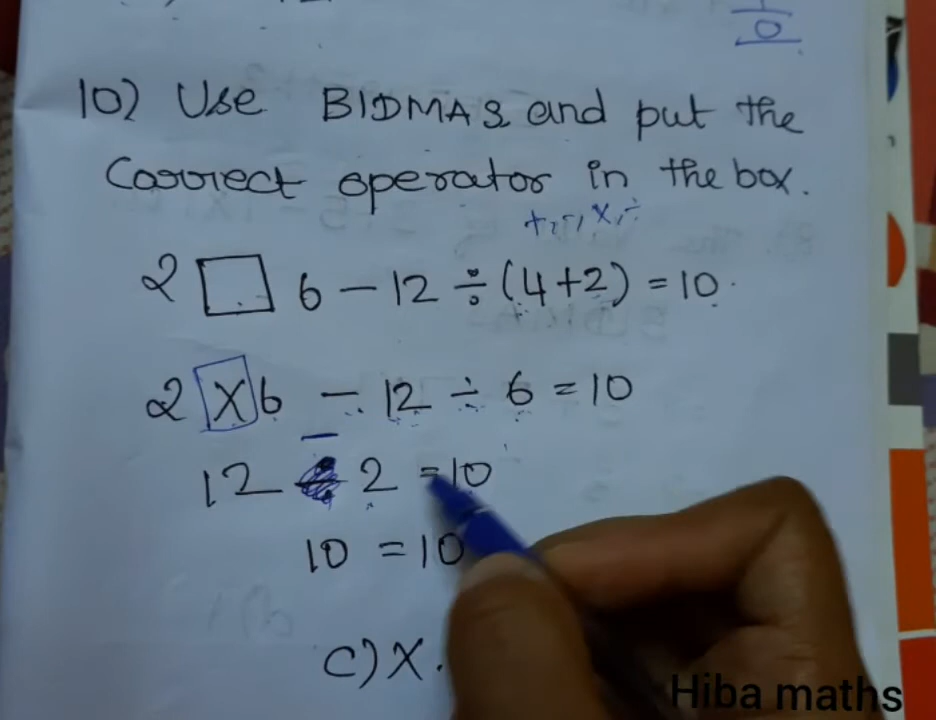 0
10) Use BIDMAS and put the
Correct operator in the box.
+, -, ×, ÷
2 □ 6 - 12 ÷ (4+2) = 10.
2 × 6 - 12 ÷ 6 = 10
12 - 2 = 10
10 = 10
C) X.
Hiba maths